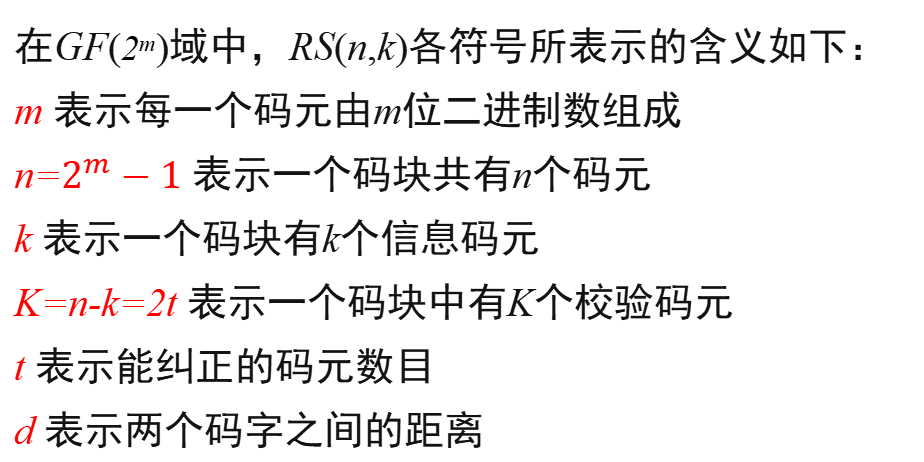 在GF(2ᵐ)域中，RS(n,k)各符号所表示的含义如下：
m 表示每一个码元由m位二进制数组成
n=2ᵐ − 1 表示一个码块共有n个码元
k 表示一个码块有k个信息码元
K=n-k=2t 表示一个码块中有K个校验码元
t 表示能纠正的码元数目
d 表示两个码字之间的距离